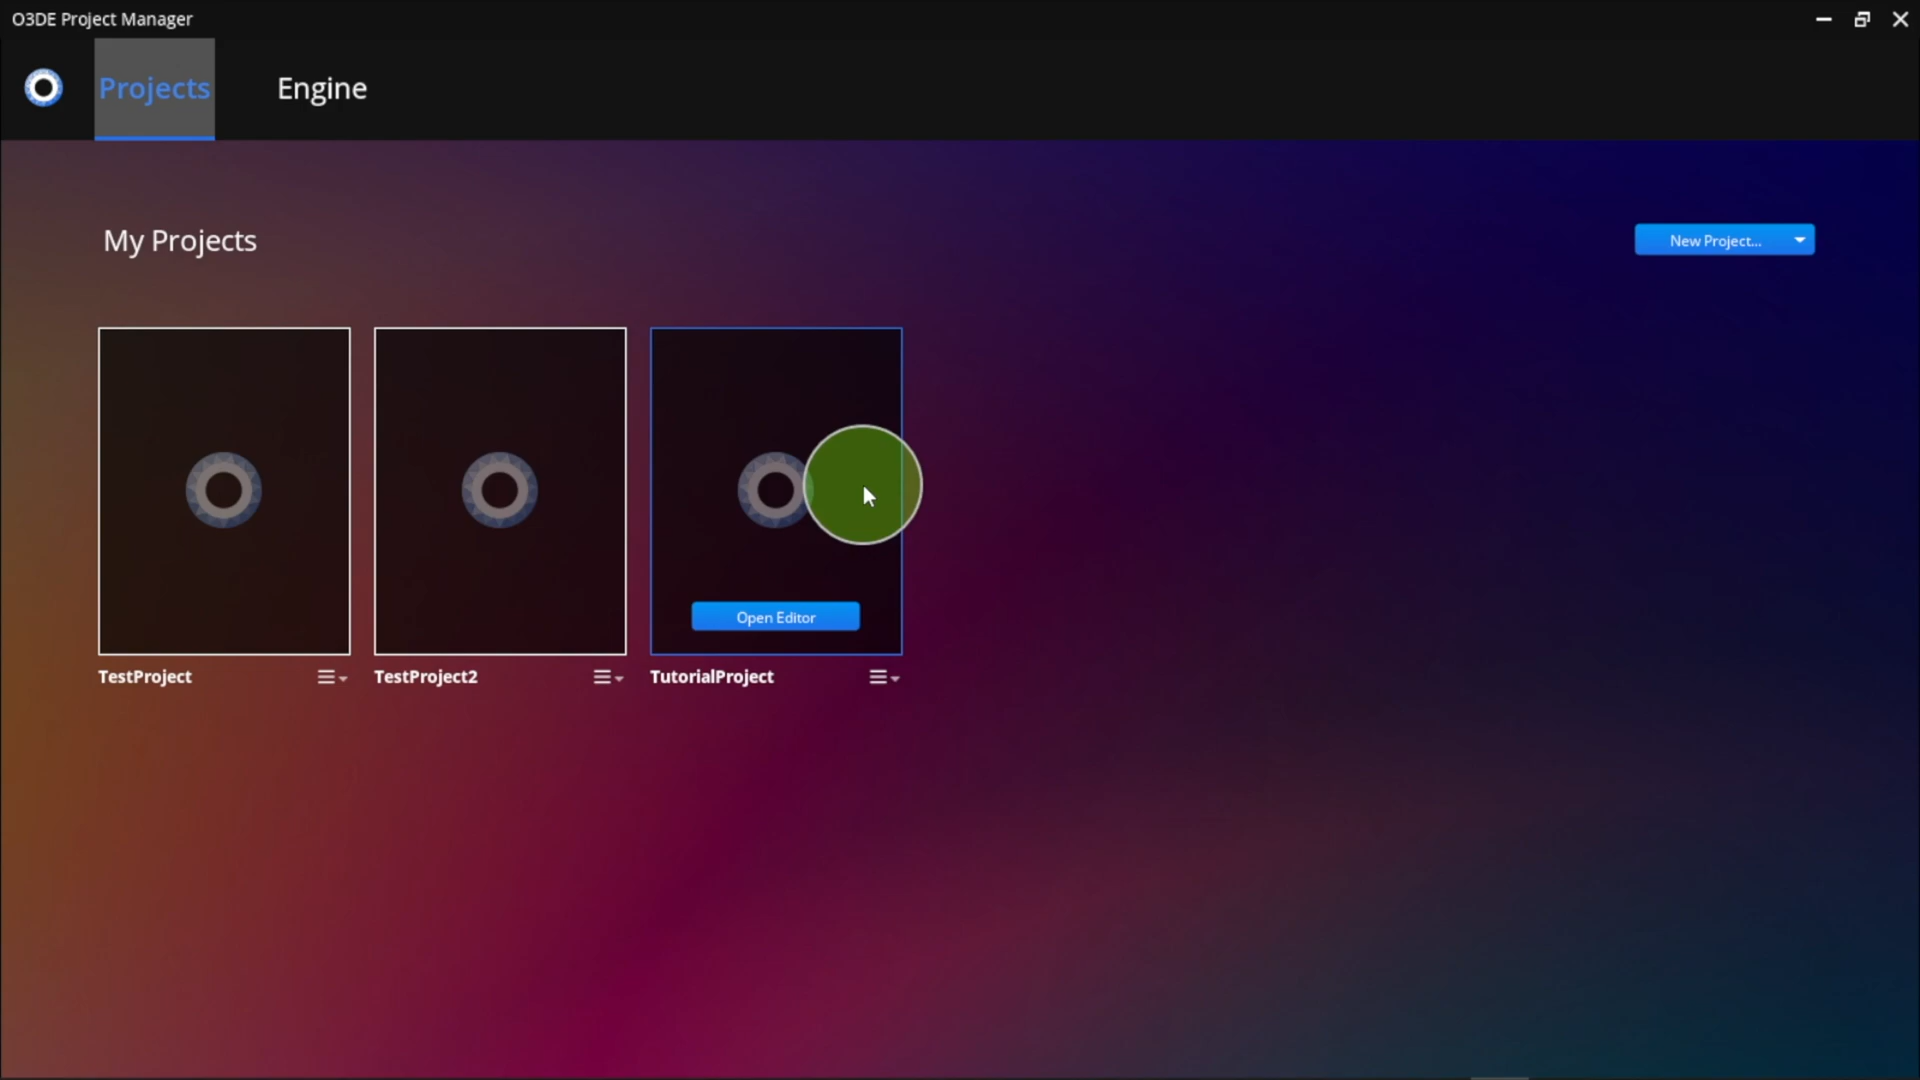 O3DE Project Manager
Projects
Engine
My Projects
New Project...
Open Editor
TestProject
TestProject2
TutorialProject